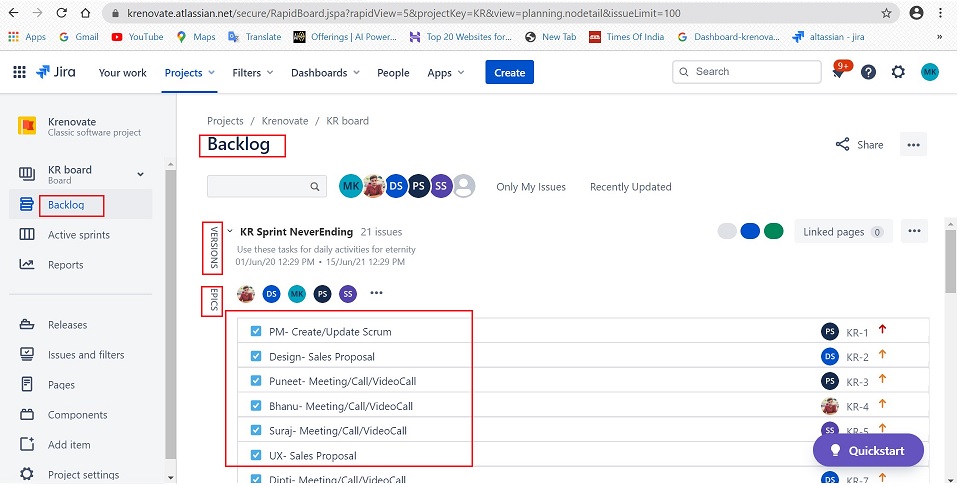 krenovate.atlassian.net/secure/RapidBoard.jspa?rapidView=5&projectKey=KR&view=planning.nodetail&issueLimit=100
Apps Gmail YouTube Maps Translate Offerings | AI Power... Top 20 Websites for... New Tab Times Of India Dashboard-krenova... altassian - jira »
Jira Your work Projects Filters Dashboards People Apps Create Search 9+ MK
Krenovate
Classic software project
KR board
Board
Backlog
Active sprints
Reports
Releases
Issues and filters
Pages
Components
Add item
Project settings
Projects / Krenovate / KR board
Backlog
Share
MK DS PS SS Only My Issues Recently Updated
VERSIONS
EPICS
KR Sprint NeverEnding 21 issues
Linked pages 0
Use these tasks for daily activities for eternity
01/Jun/20 12:29 PM • 15/Jun/21 12:29 PM
DS MK PS SS
PM- Create/Update Scrum PS KR-1
Design- Sales Proposal DS KR-2
Puneet- Meeting/Call/VideoCall PS KR-3
Bhanu- Meeting/Call/VideoCall KR-4
Suraj- Meeting/Call/VideoCall SS KR-5
UX- Sales Proposal
Quickstart
Dipti- Meeting/Call/VideoCall DS KR-7